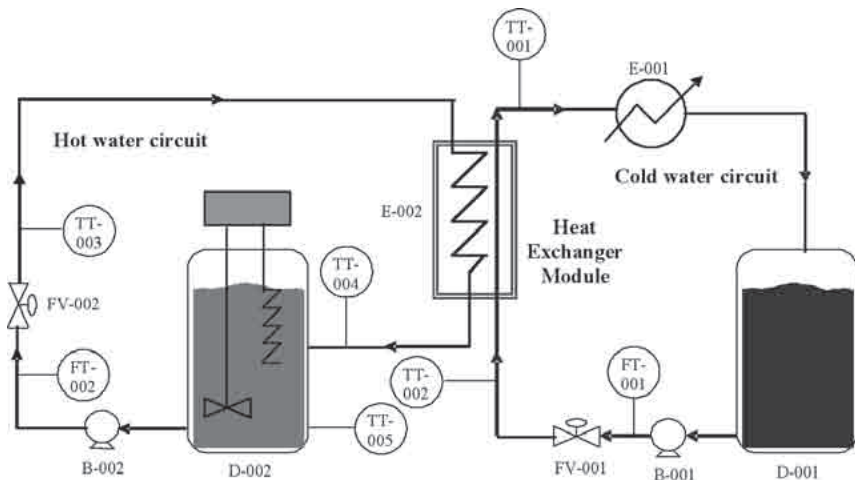 TT-
001
E-001
Hot water circuit
Cold water circuit
E-002
TT-
003
Heat
Exchanger
Module
TT-
004
FV-002
FT-
002
TT-
002
FT-
001
TT-
005
B-002
D-002
FV-001
B-001
D-001